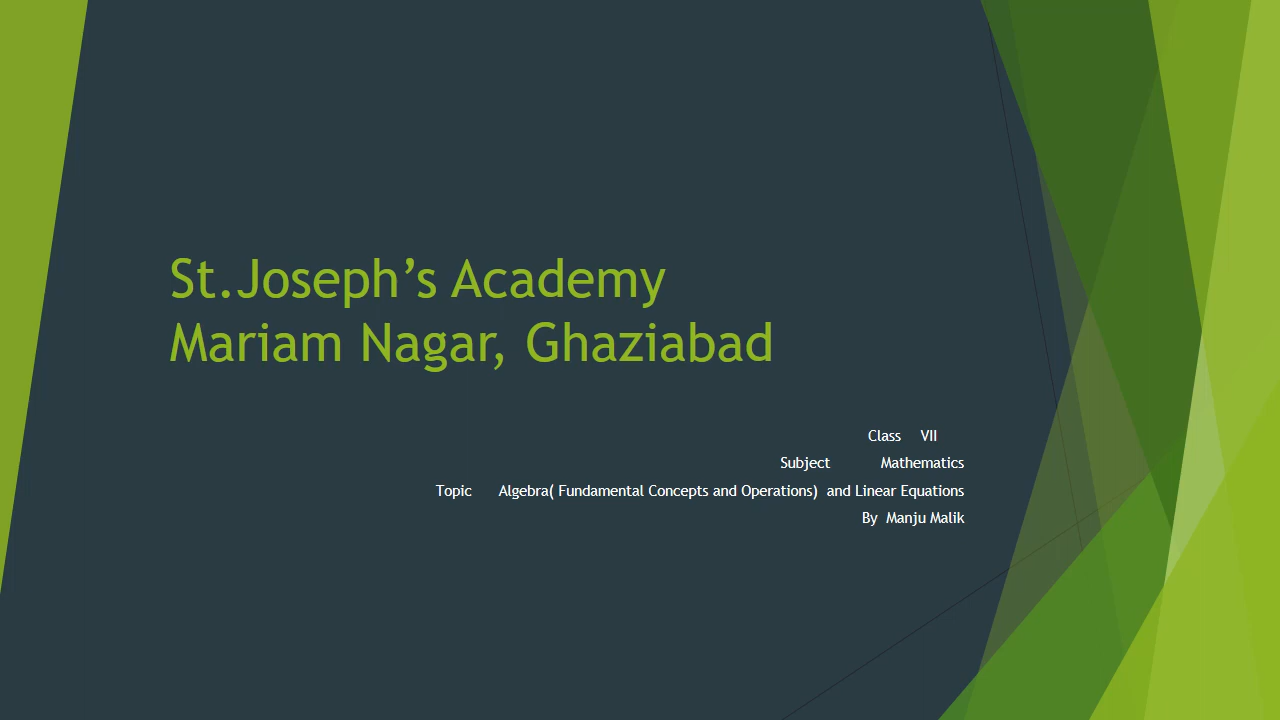 St.Joseph’s Academy
Mariam Nagar, Ghaziabad
Class VII
Subject Mathematics
Topic Algebra( Fundamental Concepts and Operations) and Linear Equations
By Manju Malik